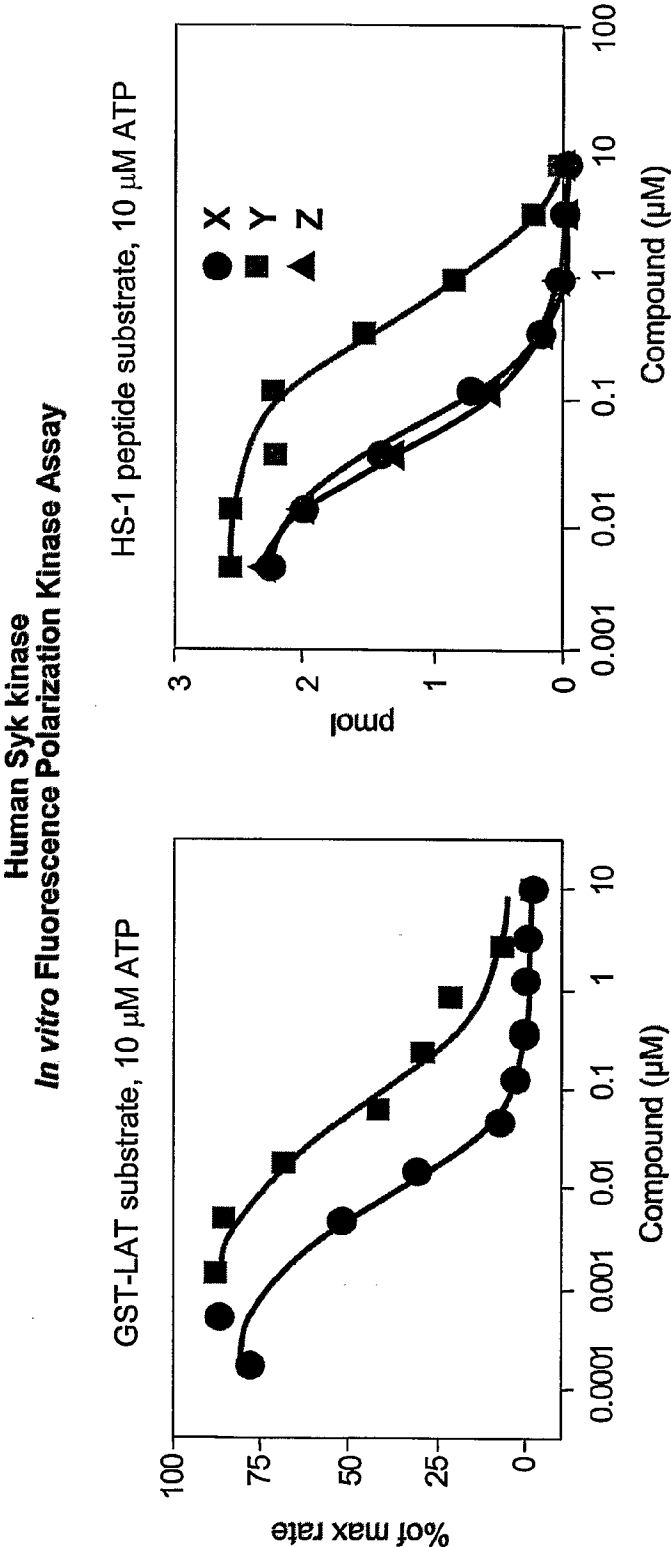 Human Syk kinase
In vitro Fluorescence Polarization Kinase Assay
GST-LAT substrate, 10 µM ATP
100
75
50
25
0
%of max rate
0.0001
0.001
0.01
0.1
1
10
Compound (µM)
HS-1 peptide substrate, 10 µM ATP
3
2
1
0
pmol
X
Y
Z
0.001
0.01
0.1
1
10
100
Compound (µM)